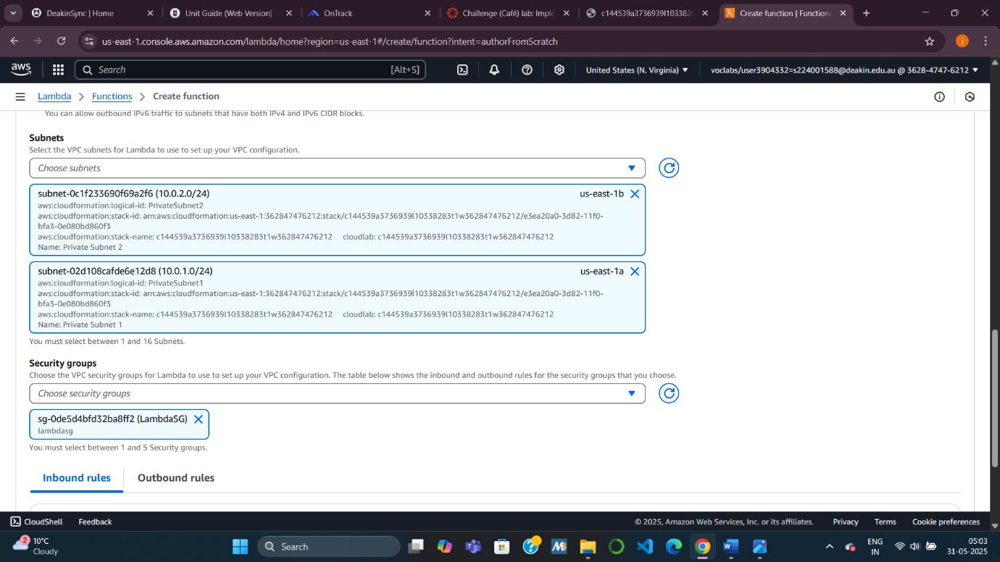 DeakinSync | Home
Unit Guide (Web Version) -
OnTrack
Challenge (Café) lab: Imple
c144539a3736939l1033828
Create function | Functions
us-east-1.console.aws.amazon.com/lambda/home?region=us-east-1#/create/function?intent=authorFromScratch
j
aws
Search
[Alt+S]
United States (N. Virginia)
voclabs/user3904332=s224001588@deakin.edu.au @ 3628-4747-6212
Lambda
Functions
Create function
You can allow outbound IPv6 traffic to subnets that have both IPv4 and IPv6 CIDR blocks.
Subnets
Select the VPC subnets for Lambda to use to set up your VPC configuration.
Choose subnets
subnet-0c1f233690f69a2f6 (10.0.2.0/24) us-east-1b
aws:cloudformation:logical-id: PrivateSubnet2
aws:cloudformation:stack-id: arn:aws:cloudformation:us-east-1:362847476212:stack/c144539a3736939l10338283t1w362847476212/e3ea20a0-3d82-11f0-
bfa3-0e080bd860f3
aws:cloudformation:stack-name: c144539a3736939l10338283t1w362847476212 cloudlab: c144539a3736939l10338283t1w362847476212
Name: Private Subnet 2
subnet-02d108cafde6e12d8 (10.0.1.0/24) us-east-1a
aws:cloudformation:logical-id: PrivateSubnet1
aws:cloudformation:stack-id: arn:aws:cloudformation:us-east-1:362847476212:stack/c144539a3736939l10338283t1w362847476212/e3ea20a0-3d82-11f0-
bfa3-0e080bd860f3
aws:cloudformation:stack-name: c144539a3736939l10338283t1w362847476212 cloudlab: c144539a3736939l10338283t1w362847476212
Name: Private Subnet 1
You must select between 1 and 16 Subnets.
Security groups
Choose the VPC security groups for Lambda to use to set up your VPC configuration. The table below shows the inbound and outbound rules for the security groups that you choose.
Choose security groups
sg-0de5d4bfd32ba8ff2 (LambdaSG)
lambdasg
You must select between 1 and 5 Security groups.
Inbound rules
Outbound rules
CloudShell
Feedback
© 2025, Amazon Web Services, Inc. or its affiliates.
Privacy
Terms
Cookie preferences
2
10°C
Cloudy
Search
ENG
IN
05:03
31-05-2025